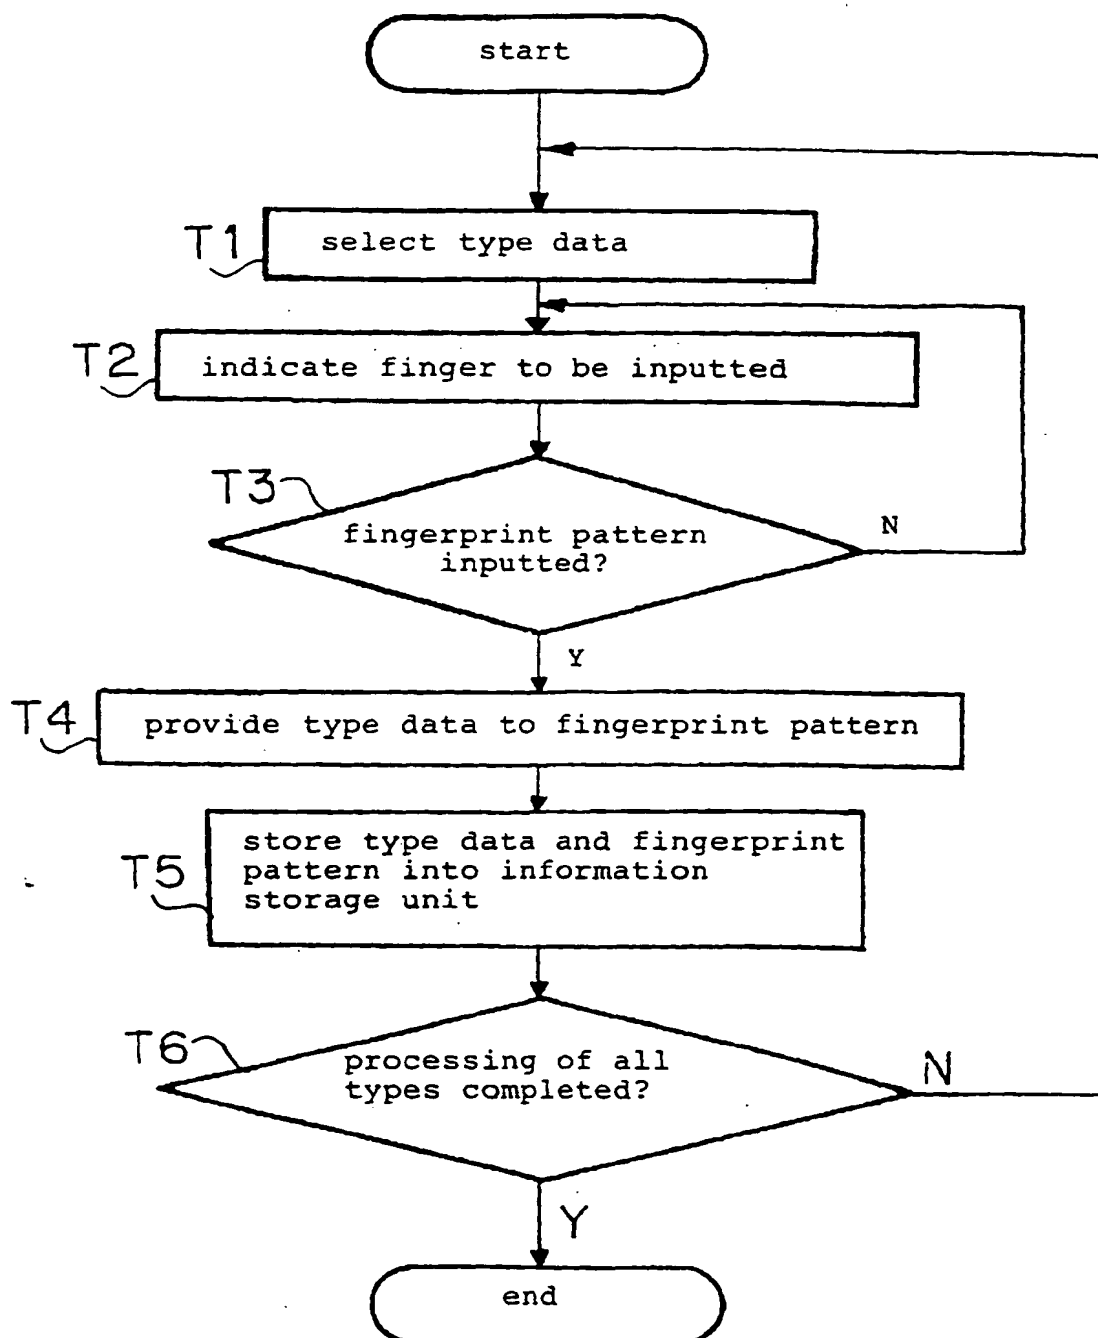 start
T1
select type data
T2
indicate finger to be inputted
T3
fingerprint pattern
inputted?
N
Y
T4
provide type data to fingerprint pattern
T5
store type data and fingerprint
pattern into information
storage unit
T6
processing of all
types completed?
N
Y
end